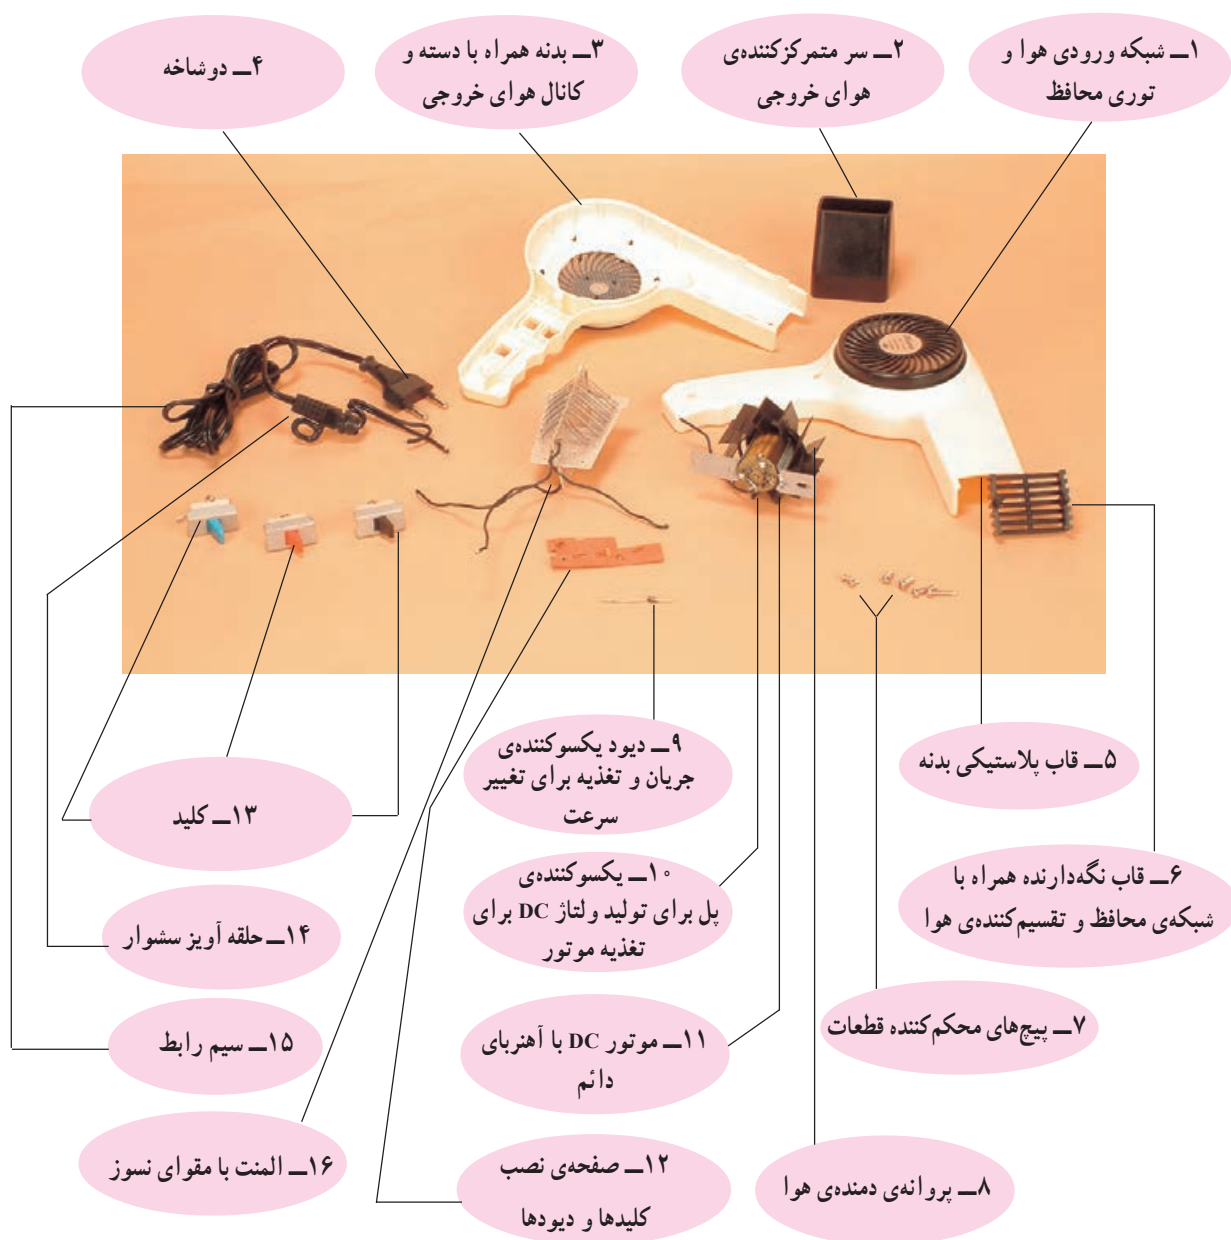 ۱ــ شبکه ورودی هوا و
توری محافظ
۲ــ سر متمرکزکننده‌ی
هوای خروجی
۳ــ بدنه همراه با دسته و
کانال هوای خروجی
۴ــ دوشاخه
۵ــ قاب پلاستیکی بدنه
۶ــ قاب نگه‌دارنده همراه با
شبکه‌ی محافظ و تقسیم‌کننده‌ی هوا
۷ــ پیچ‌های محکم‌کننده قطعات
۸ــ پروانه‌ی دمنده‌ی هوا
۹ــ دیود یکسوکننده‌ی
جریان و تغذیه برای تغییر
سرعت
۱۰ــ یکسوکننده‌ی
پل برای تولید ولتاژ DC برای
تغذیه موتور
۱۱ــ موتور DC با آهنربای
دائم
۱۲ــ صفحه‌ی نصب
کلیدها و دیودها
۱۳ــ کلید
۱۴ــ حلقه آویز سشوار
۱۵ــ سیم رابط
۱۶ــ المنت با مقوای نسوز